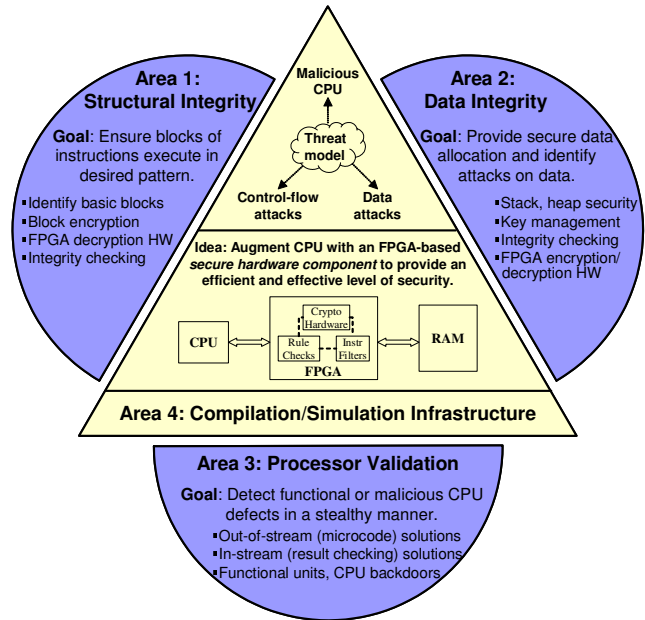 Area 1:
Structural Integrity
Goal: Ensure blocks of
instructions execute in
desired pattern.
▪Identify basic blocks
▪Block encryption
▪FPGA decryption HW
▪Integrity checking
Malicious
CPU
Threat
model
Control-flow
attacks
Data
attacks
Area 2:
Data Integrity
Goal: Provide secure data
allocation and identify
attacks on data.
▪Stack, heap security
▪Key management
▪Integrity checking
▪FPGA encryption/
decryption HW
Idea: Augment CPU with an FPGA-based
secure hardware component to provide an
efficient and effective level of security.
CPU
Crypto
Hardware
Rule
Checks
Instr
Filters
FPGA
RAM
Area 4: Compilation/Simulation Infrastructure
Area 3: Processor Validation
Goal: Detect functional or malicious CPU
defects in a stealthy manner.
▪Out-of-stream (microcode) solutions
▪In-stream (result checking) solutions
▪Functional units, CPU backdoors